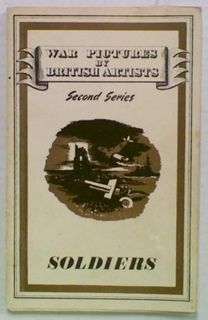 WAR PICTURES
BY
BRITISH ARTISTS
Second Series
SOLDIERS